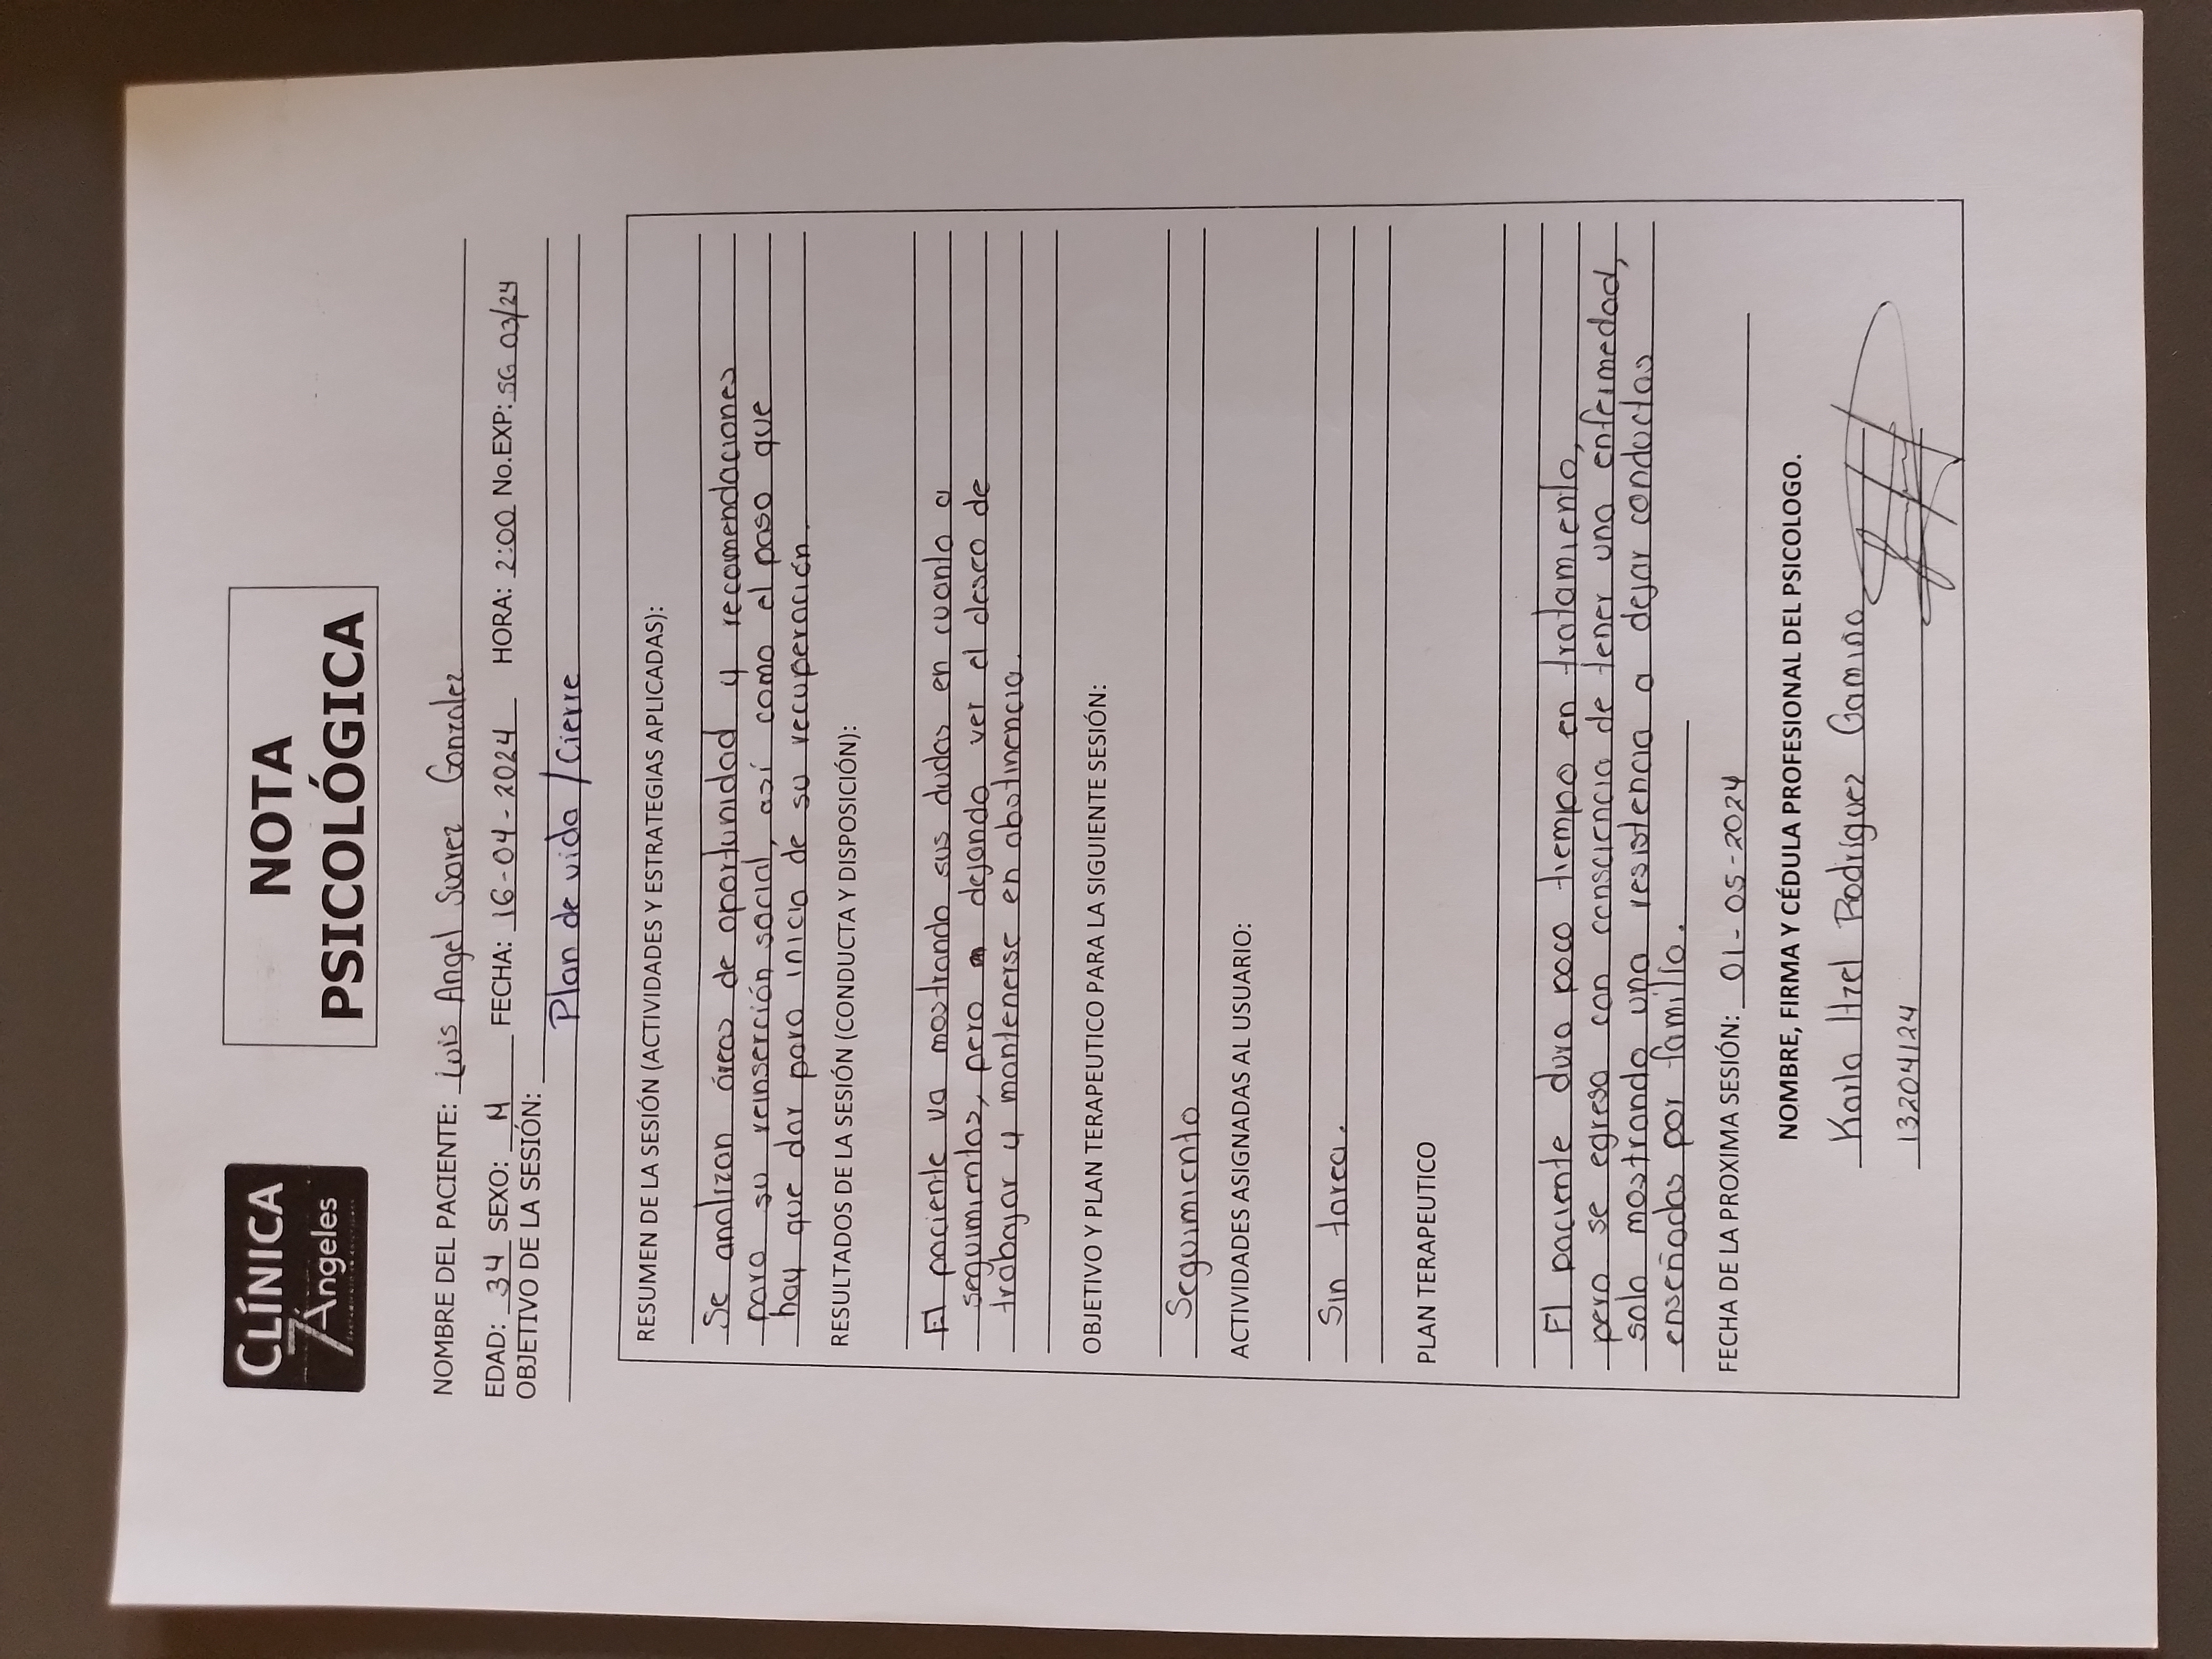 CLÍNICA
7 Ángeles
NOTA
PSICOLÓGICA
NOMBRE DEL PACIENTE: Luis Angel Suarez Gonzalez
EDAD: 34 SEXO: M FECHA: 16-04-2024 HORA: 2:00 No.EXP: SG 03/24
OBJETIVO DE LA SESIÓN:
Plan de vida / Cierre
RESUMEN DE LA SESIÓN (ACTIVIDADES Y ESTRATEGIAS APLICADAS):
Se analizan áreas de oportunidad y recomendaciones
para su reinserción social, así como el paso que
hay que dar para inicio de su recuperación.
RESULTADOS DE LA SESIÓN (CONDUCTA Y DISPOSICIÓN):
El paciente va mostrando sus dudas en cuanto a
seguimientos, pero dejando ver el deseo de
trabajar y mantenerse en abstinencia.
OBJETIVO Y PLAN TERAPEUTICO PARA LA SIGUIENTE SESIÓN:
Seguimiento
ACTIVIDADES ASIGNADAS AL USUARIO:
Sin tarea.
PLAN TERAPEUTICO
El paciente dura poco tiempo en tratamiento,
pero se egresa con consciencia de tener una enfermedad,
solo mostrando una resistencia a dejar conductas
enseñadas por familia.
FECHA DE LA PROXIMA SESIÓN: 01-05-2024
NOMBRE, FIRMA Y CÉDULA PROFESIONAL DEL PSICOLOGO.
Karla Itzel Rodríguez Gamiño
13204124